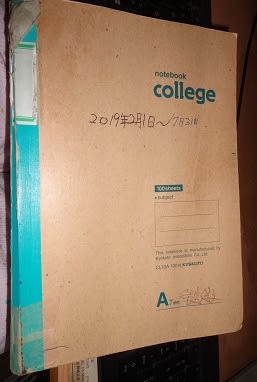 notebook
college
2019年2月1日~7月31日
100sheets
•subject
This notebook is manufactured by
Kyokuto Associates Co.,Ltd.
KYOKUTO
A 7mm